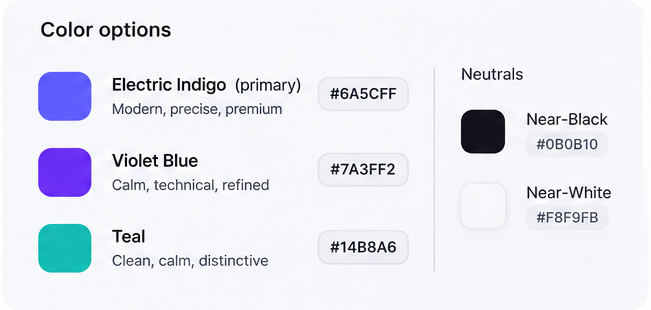 Color options
Electric Indigo (primary)
#6A5CFF
Modern, precise, premium
Violet Blue
#7A3FF2
Calm, technical, refined
Teal
#14B8A6
Clean, calm, distinctive
Neutrals
Near-Black
#0B0B10
Near-White
#F8F9FB